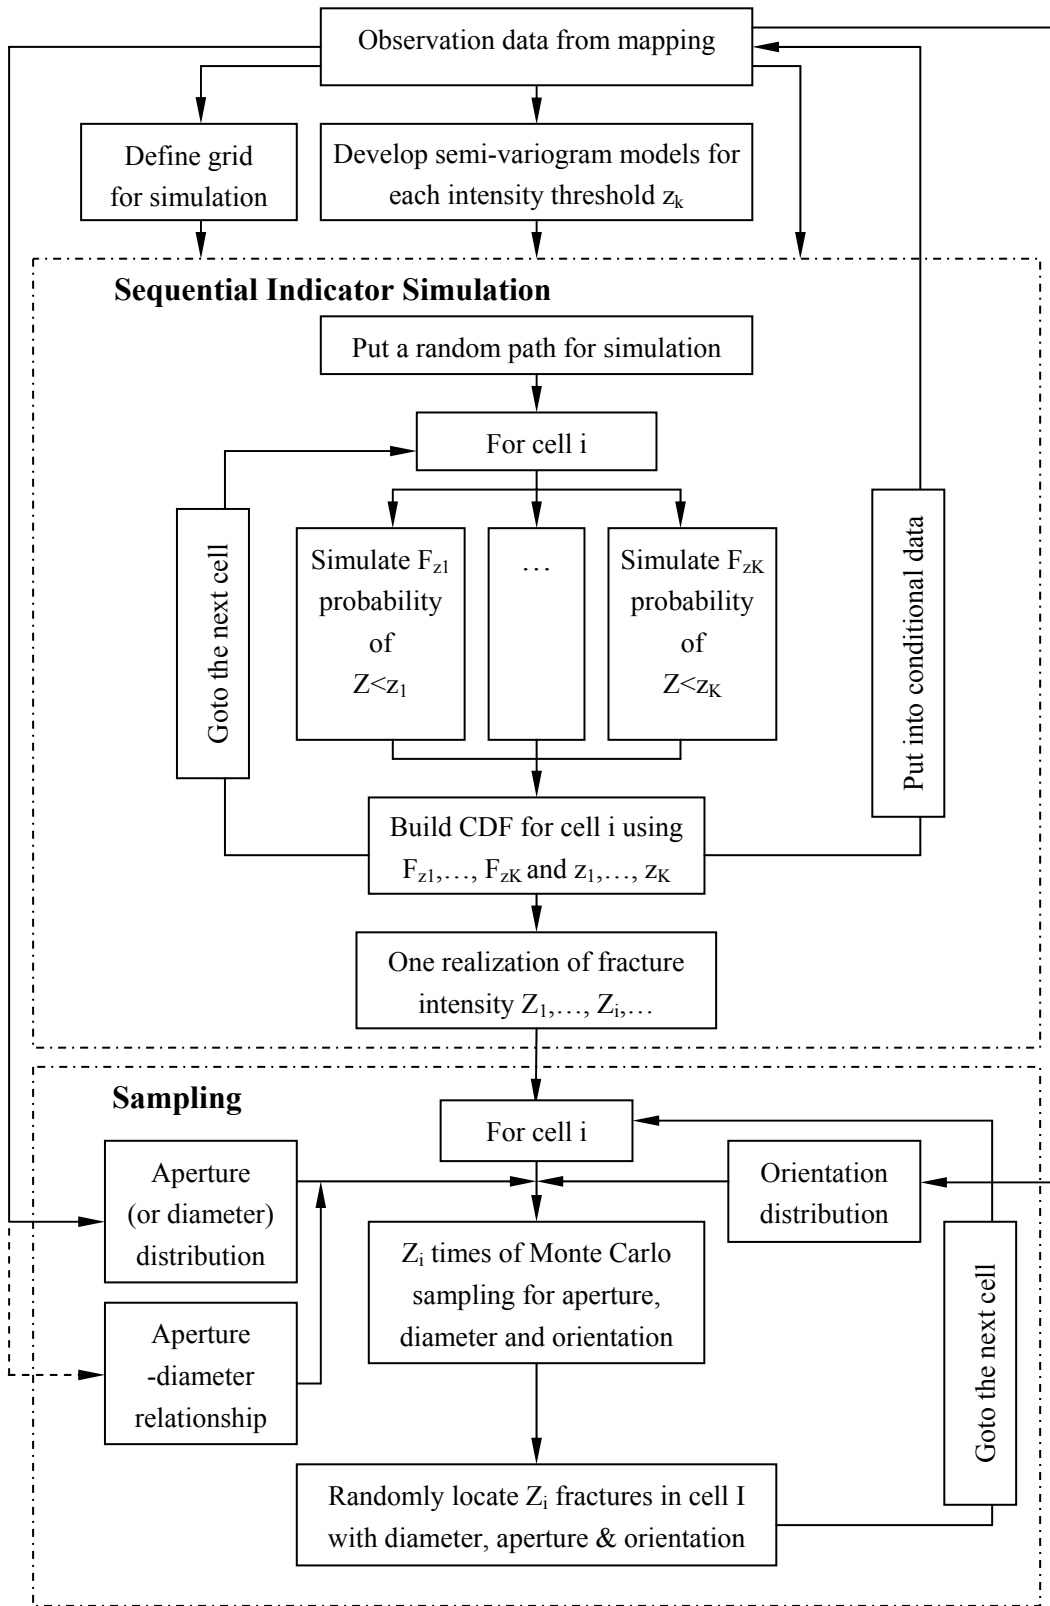 Observation data from mapping
Define grid
for simulation
Develop semi-variogram models for
each intensity threshold zk
Sequential Indicator Simulation
Put a random path for simulation
For cell i
Goto the next cell
Simulate Fz1
probability
of
Z<z1
…
Simulate FzK
probability
of
Z<zK
Put into conditional data
Build CDF for cell i using
Fz1,…, FzK and z1,…, zK
One realization of fracture
intensity Z1,…, Zi,…
Sampling
For cell i
Aperture
(or diameter)
distribution
Orientation
distribution
Zi times of Monte Carlo
sampling for aperture,
diameter and orientation
Aperture
-diameter
relationship
Goto the next cell
Randomly locate Zi fractures in cell I
with diameter, aperture & orientation